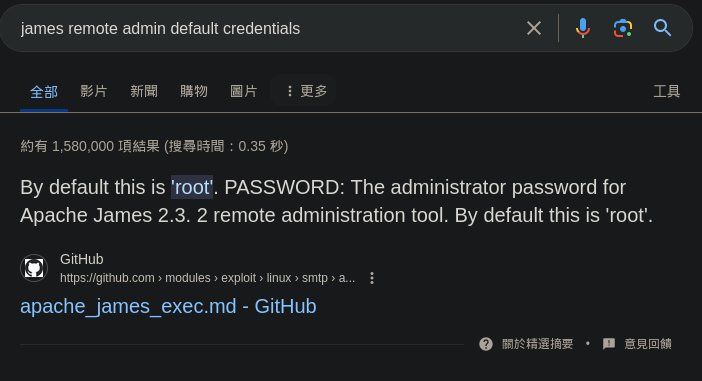 james remote admin default credentials
全部 影片 新聞 購物 圖片 更多 工具
約有 1,580,000 項結果 (搜尋時間：0.35 秒)
By default this is 'root'. PASSWORD: The administrator password for
Apache James 2.3. 2 remote administration tool. By default this is 'root'.
GitHub
https://github.com › modules › exploit › linux › smtp › a...
apache_james_exec.md - GitHub
關於精選摘要 • 意見回饋